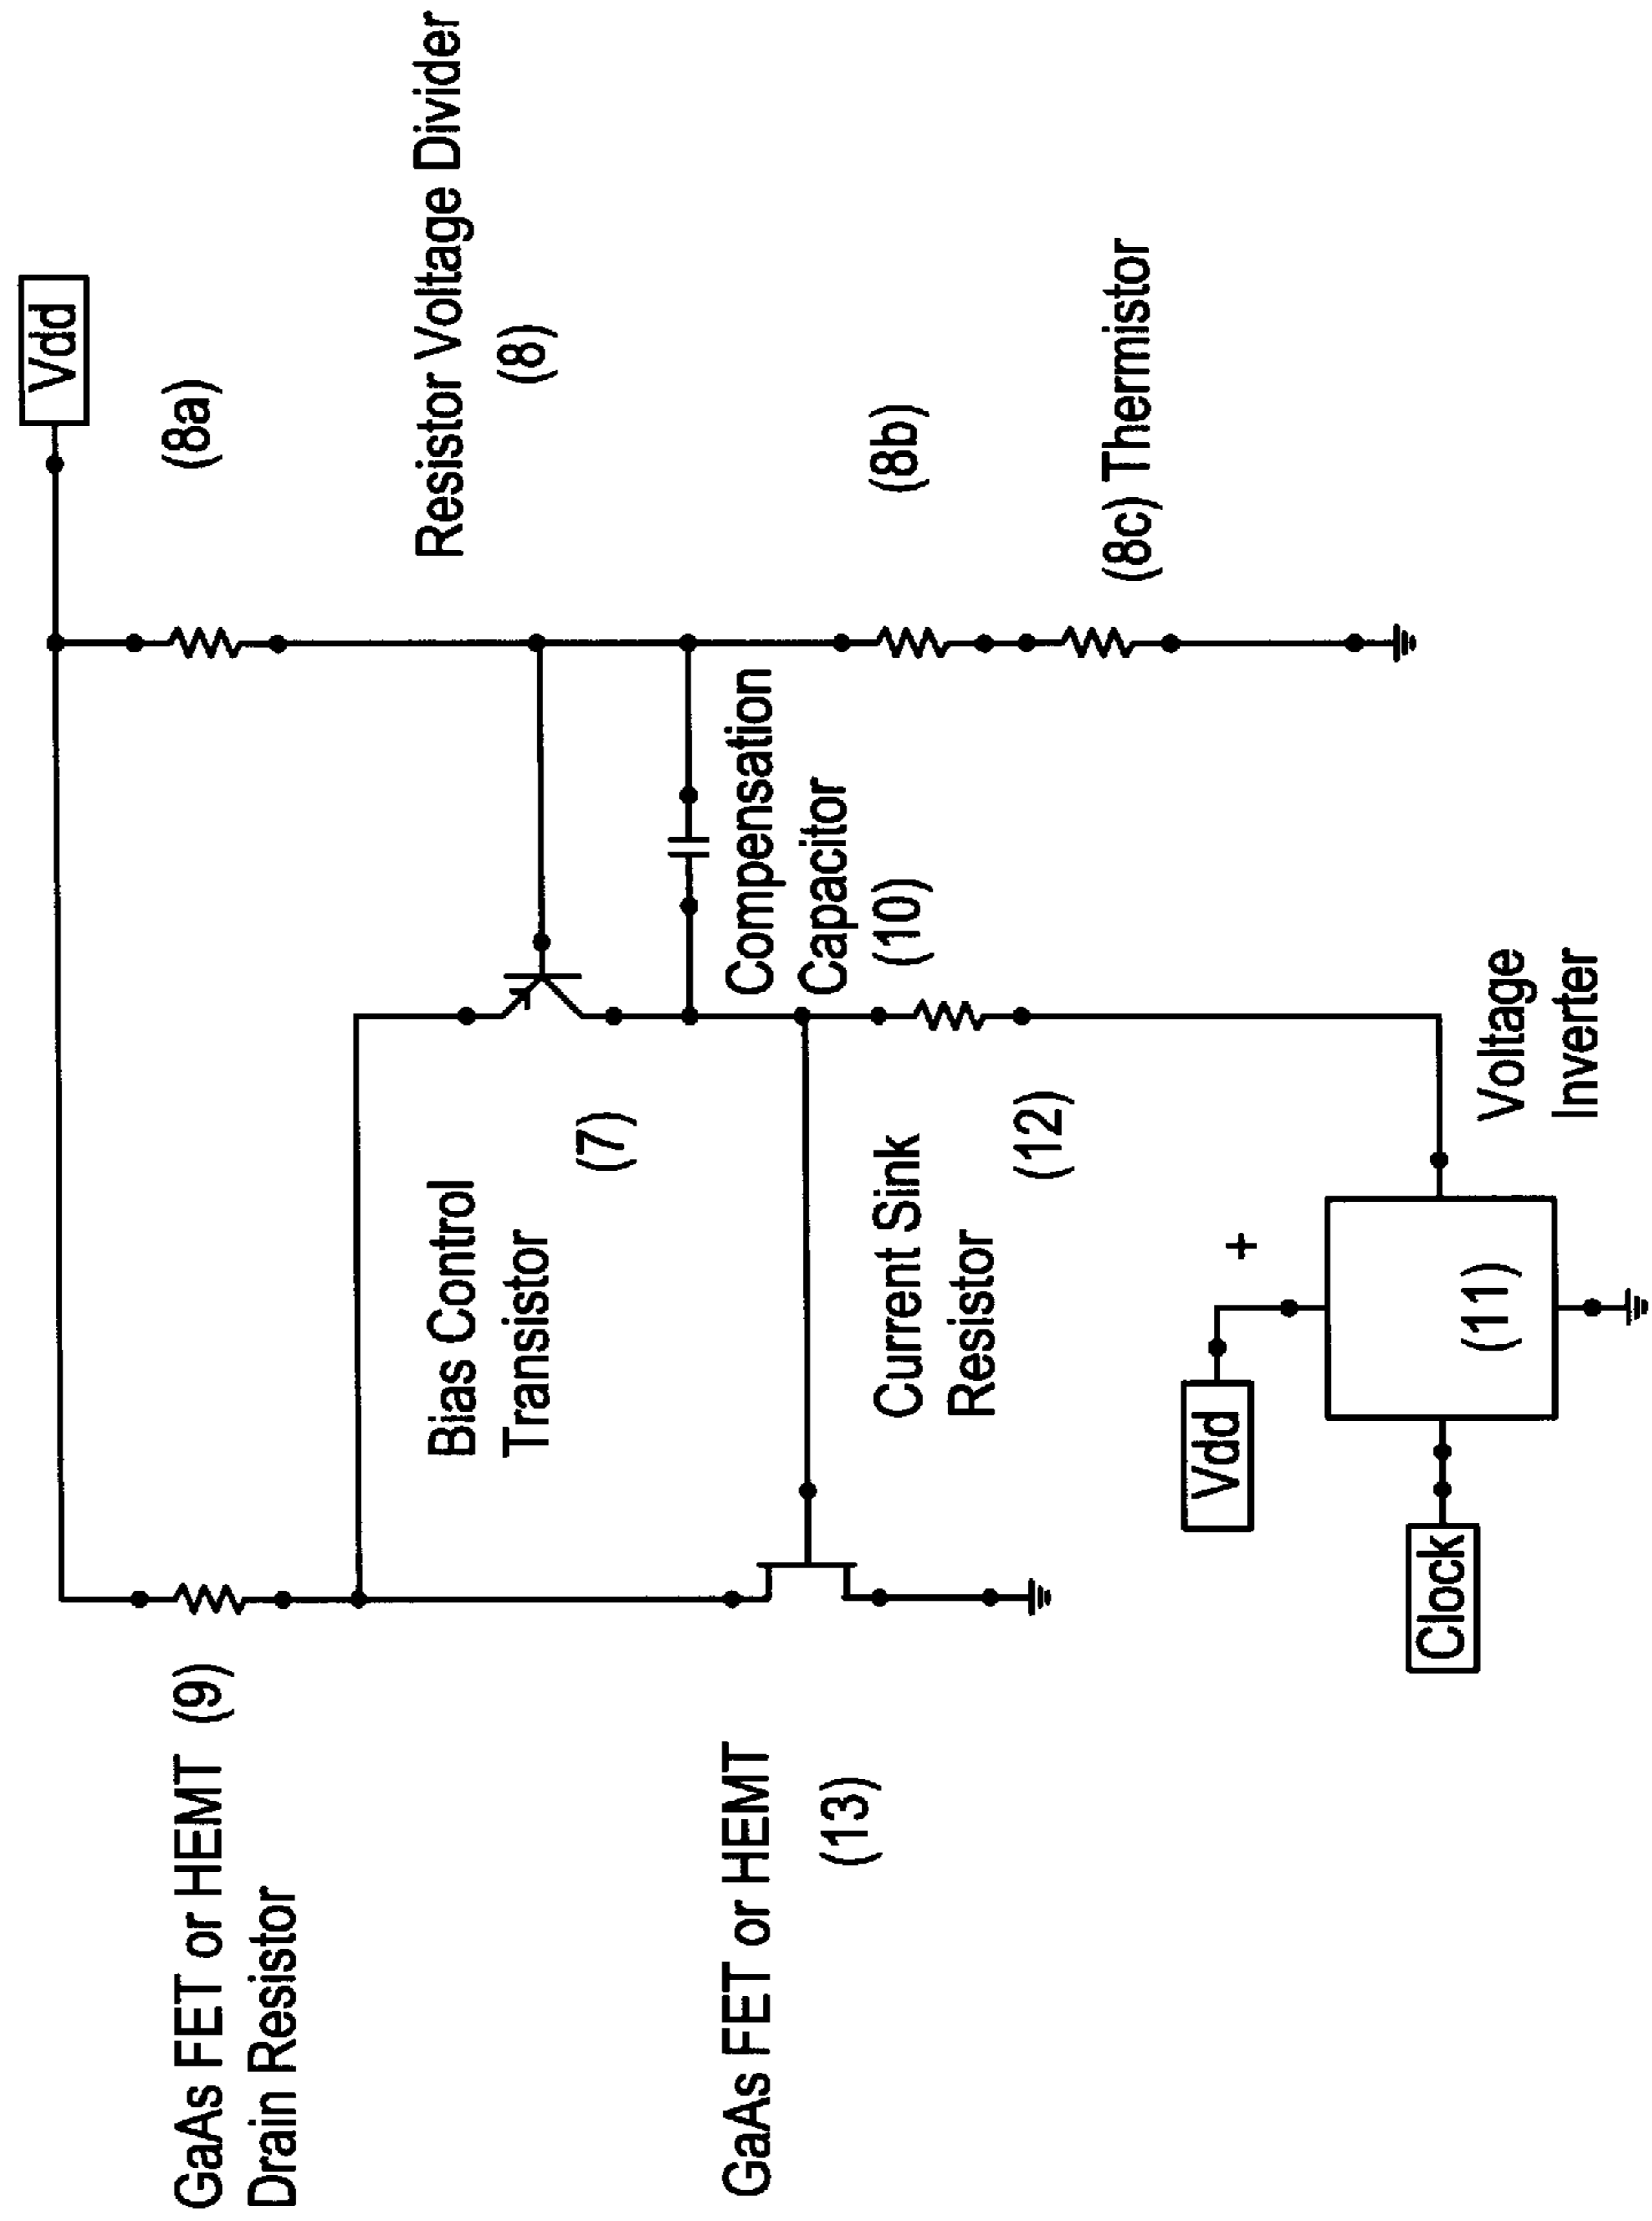 GaAs FET or HEMT (9)
Drain Resistor
GaAs FET or HEMT
(13)
Bias Control
Transistor
(7)
Current Sink
Resistor
(12)
Compensation
Capacitor
(10)
Vdd
(8a)
Resistor Voltage Divider
(8)
(8b)
(8c) Thermistor
Vdd
+
Clock
(11)
Voltage
Inverter